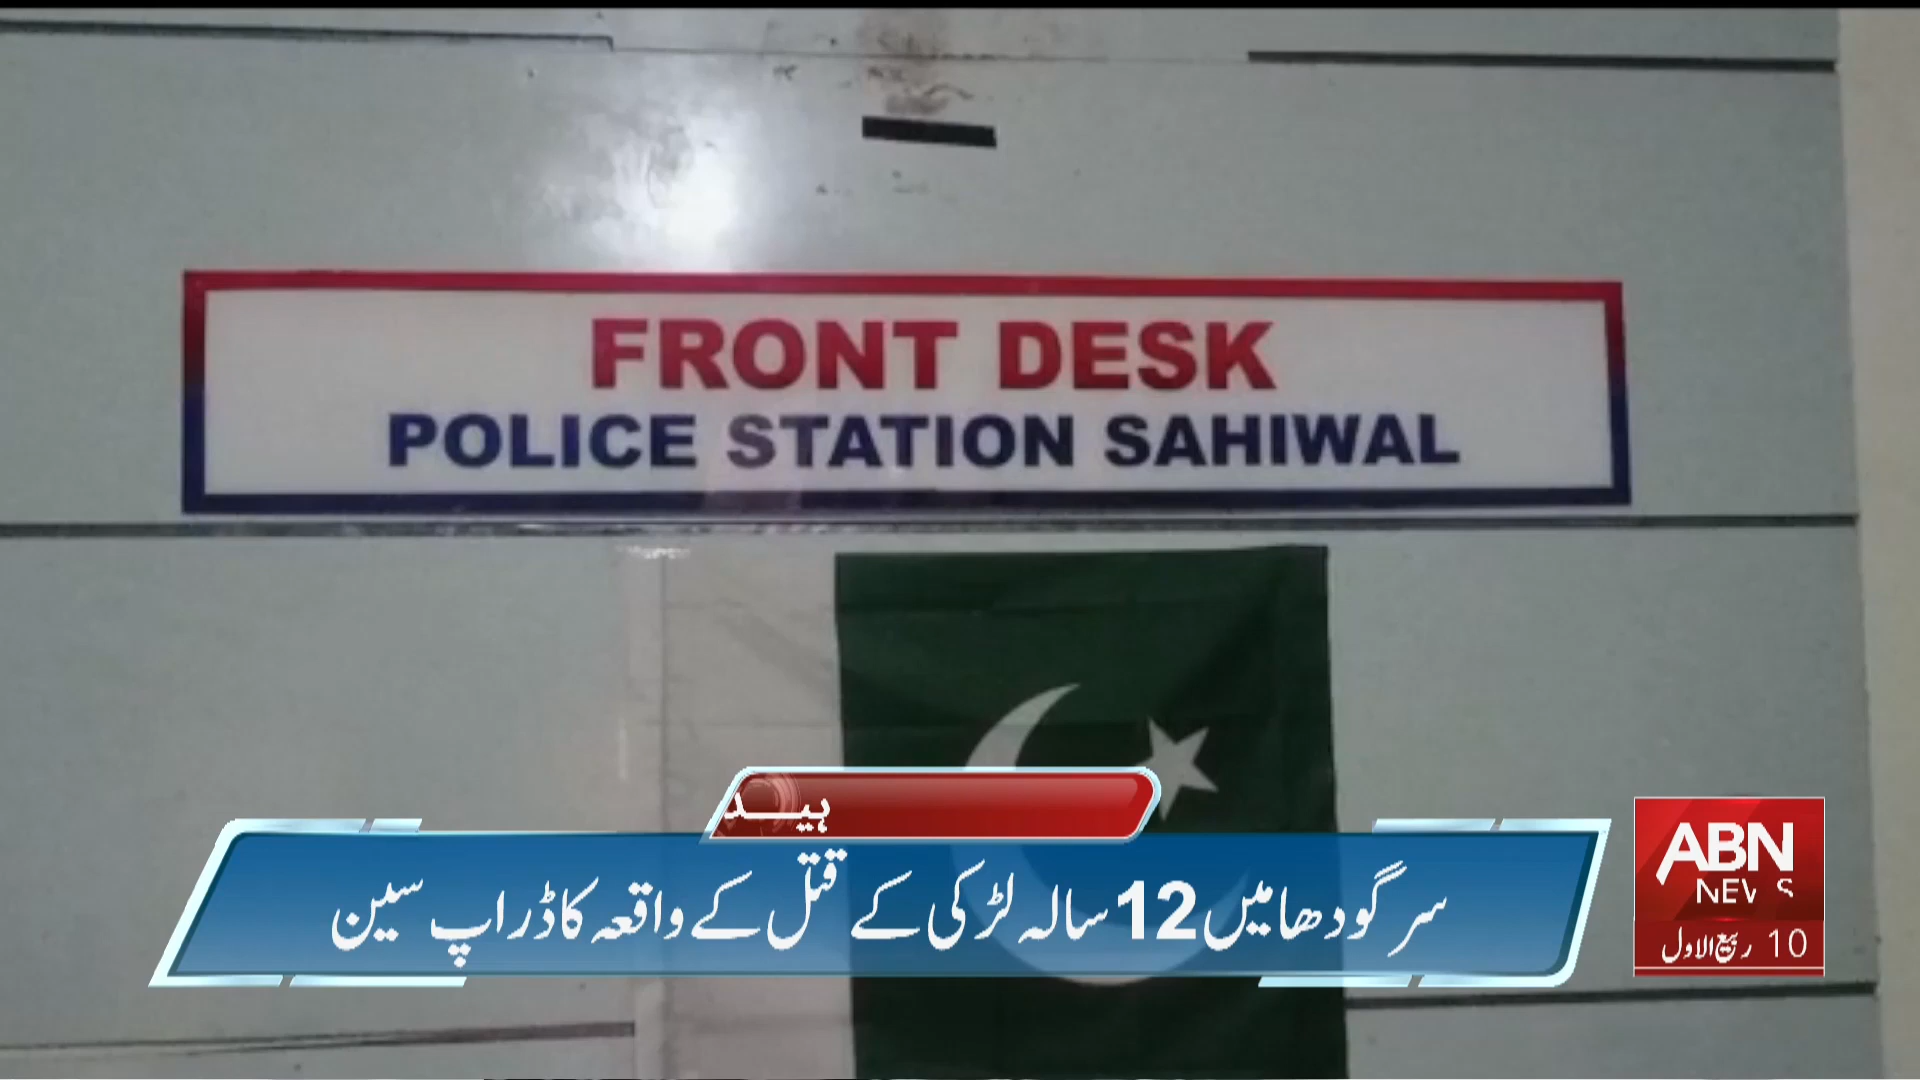 FRONT DESK
POLICE STATION SAHIWAL
ہیڈ
سرگودھا میں 12 سالہ لڑکی کے قتل کے واقعہ کا ڈراپ سین
ABN
NEWS
10 ربیع الاول